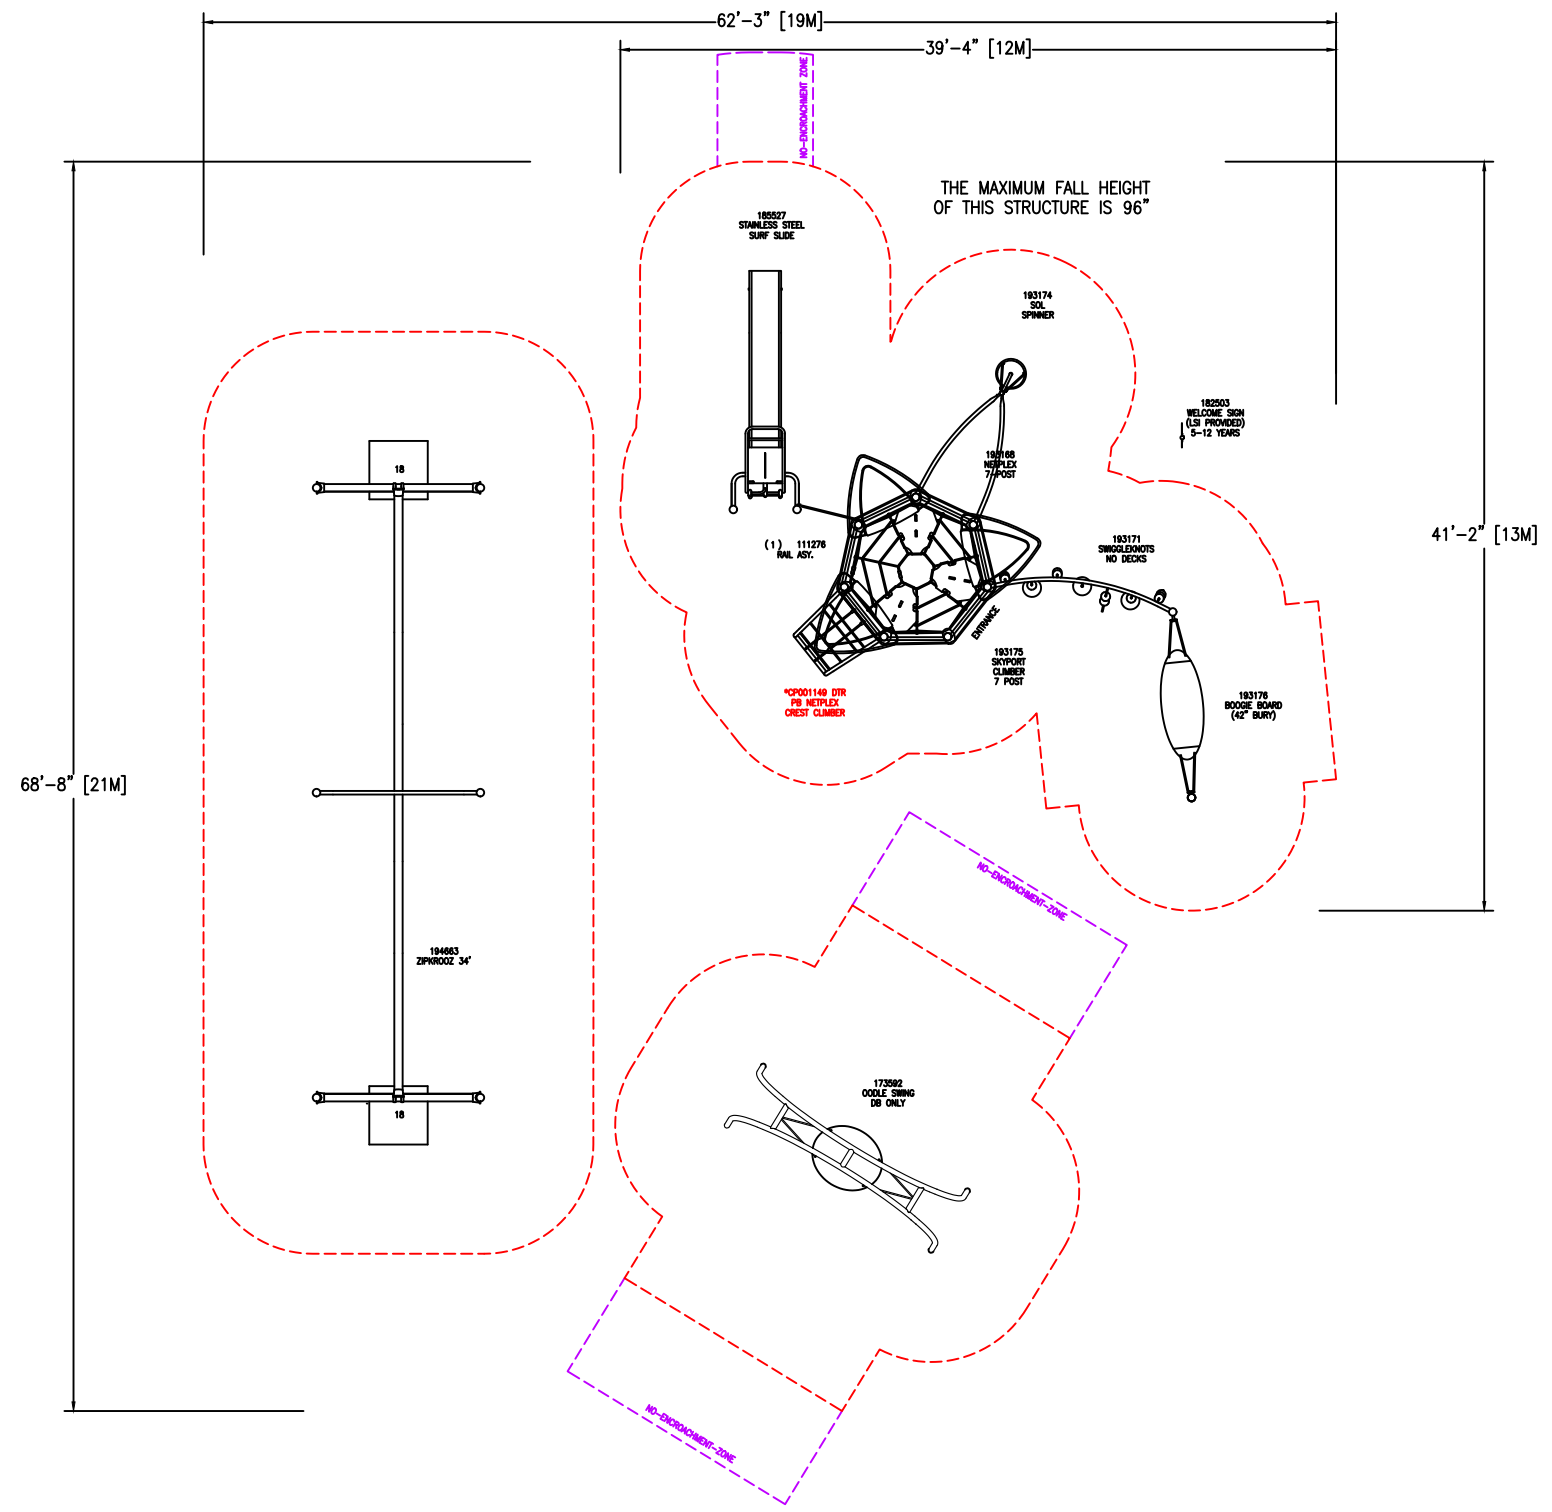 62'-3" [19M]
39'-4" [12M]
NO-ENCROACHMENT ZONE
THE MAXIMUM FALL HEIGHT
OF THIS STRUCTURE IS 96"
185527
STAINLESS STEEL
SURF SLIDE
193174
SOL
SPINNER
182503
WELCOME SIGN
(LSI PROVIDED)
5-12 YEARS
18
193168
NETPLEX
7-POST
(1) 111276
RAIL ASY.
193171
SWIGGLEKNOTS
NO DECKS
41'-2" [13M]
ENTRANCE
193175
SKYPORT
CLIMBER
7 POST
*CP001149 DTR
PB NETPLEX
CREST CLIMBER
193176
BOOGIE BOARD
(42" BURY)
68'-8" [21M]
NO-ENCROACHMENT-ZONE
194663
ZIPKROOZ 34'
173592
OODLE SWING
DB ONLY
18
NO-ENCROACHMENT-ZONE